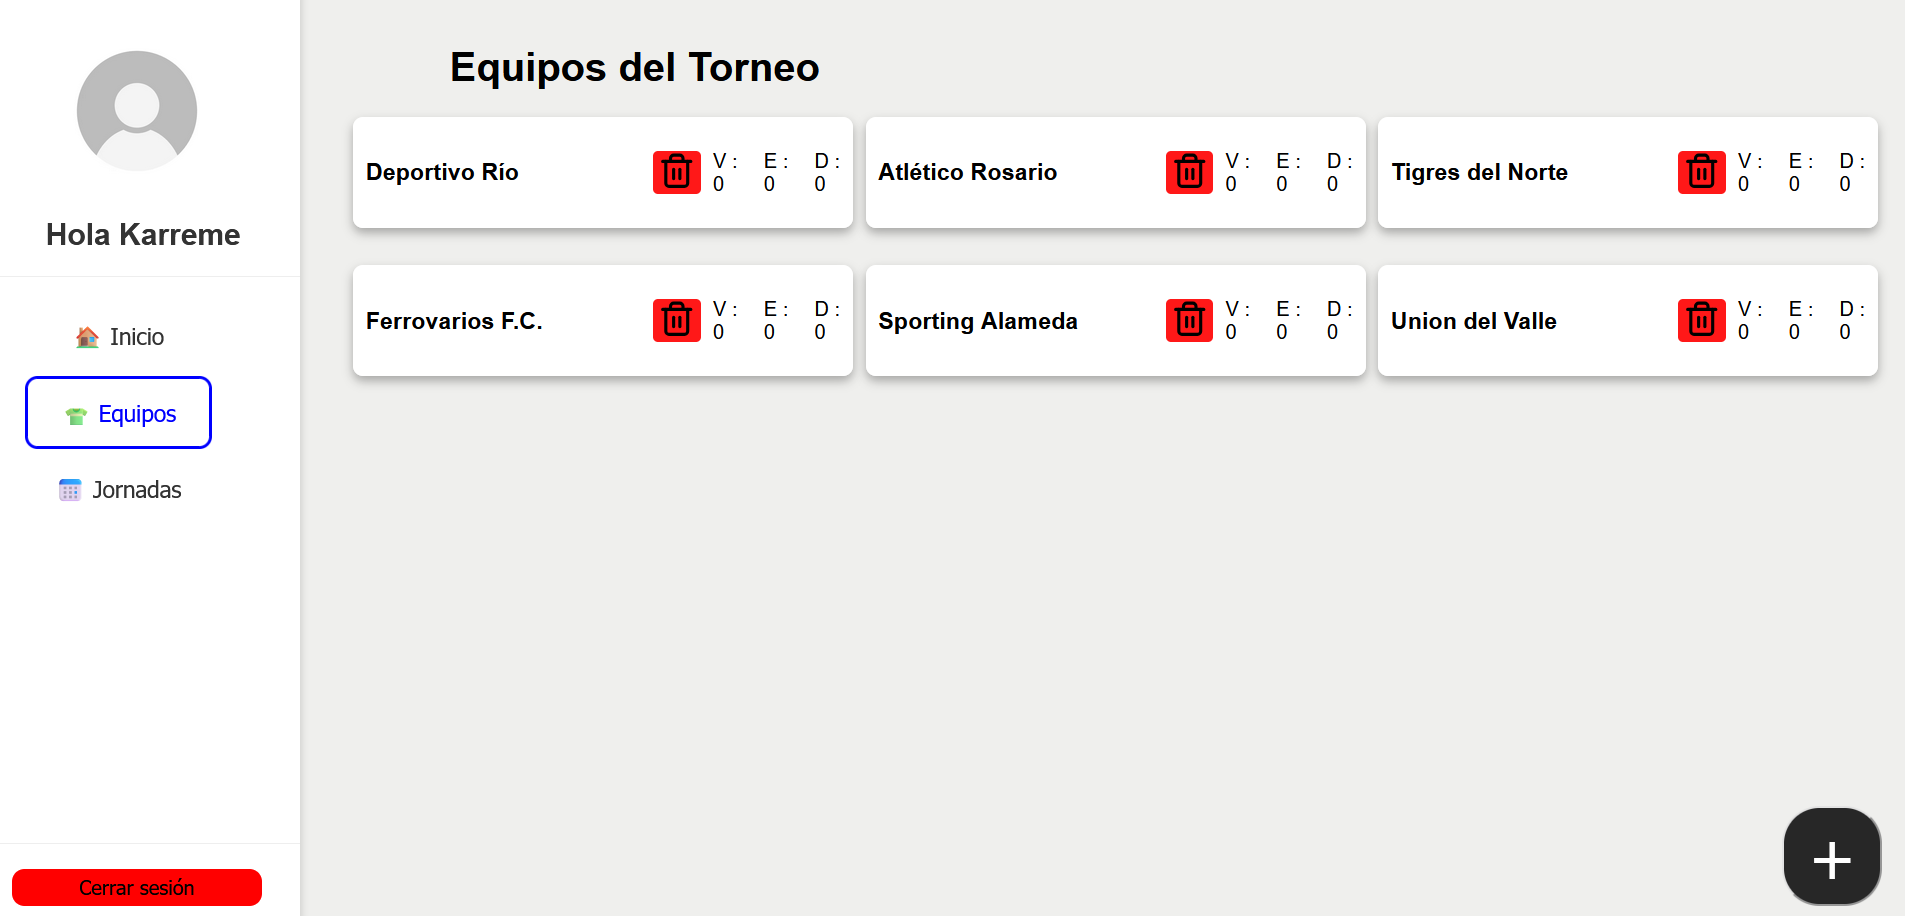 Hola Karreme
Inicio
Equipos
Jornadas
Cerrar sesión
Equipos del Torneo
Deportivo Río
V : E : D :
0 0 0
Atlético Rosario
V : E : D :
0 0 0
Tigres del Norte
V : E : D :
0 0 0
Ferrovarios F.C.
V : E : D :
0 0 0
Sporting Alameda
V : E : D :
0 0 0
Union del Valle
V : E : D :
0 0 0
+